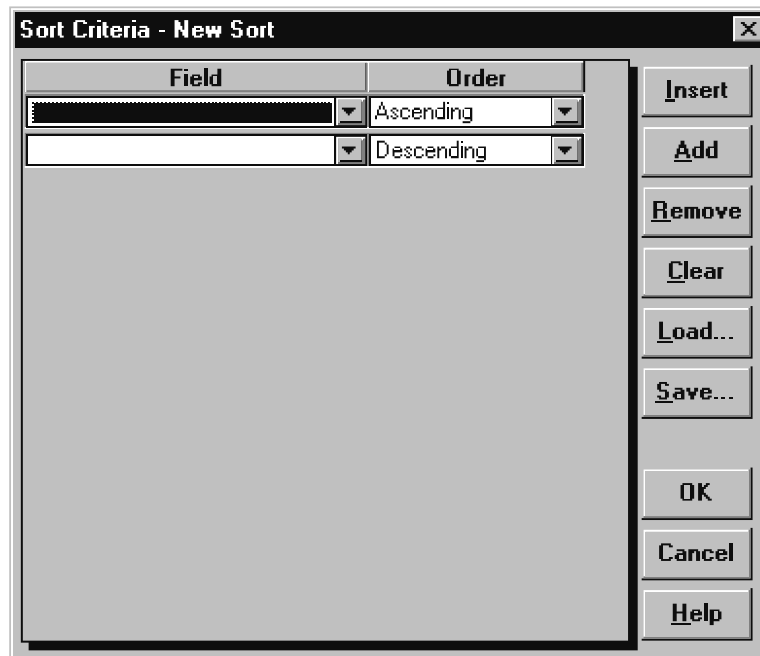 Sort Criteria - New Sort
Field Order
Ascending
Descending
Insert
Add
Remove
Clear
Load...
Save...
OK
Cancel
Help